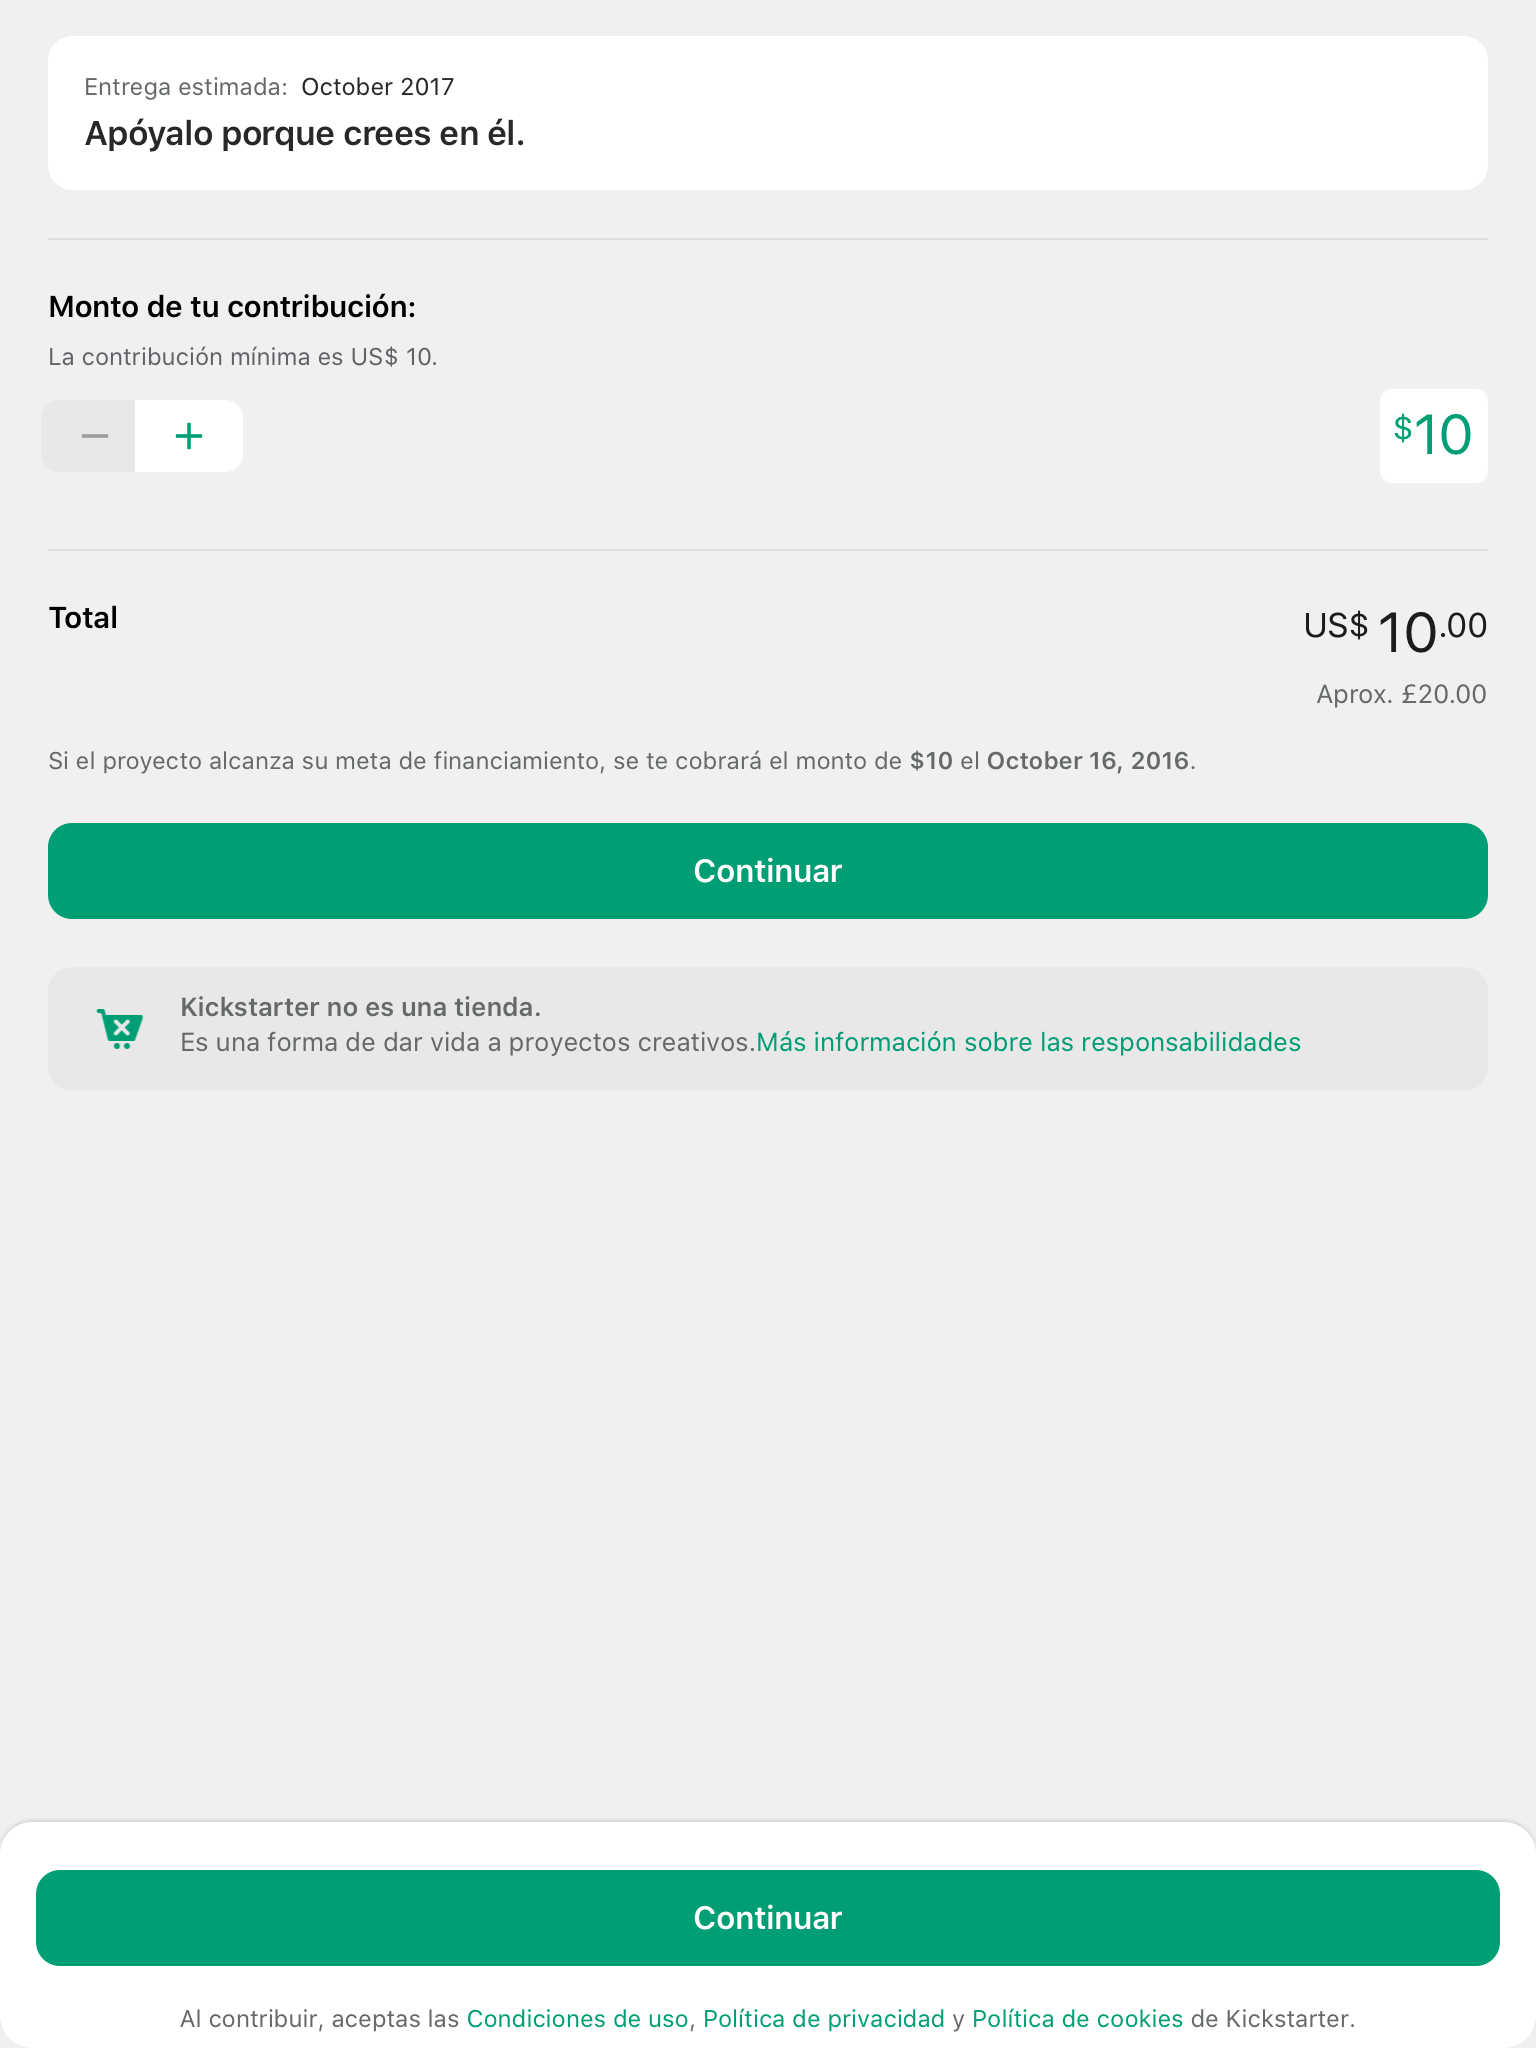 Entrega estimada: October 2017
Apóyalo porque crees en él.
Monto de tu contribución:
La contribución mínima es US$ 10.
$10
Total
US$ 10.00
Aprox. £20.00
Si el proyecto alcanza su meta de financiamiento, se te cobrará el monto de $10 el October 16, 2016.
Continuar
Kickstarter no es una tienda.
Es una forma de dar vida a proyectos creativos.Más información sobre las responsabilidades
Continuar
Al contribuir, aceptas las Condiciones de uso, Política de privacidad y Política de cookies de Kickstarter.